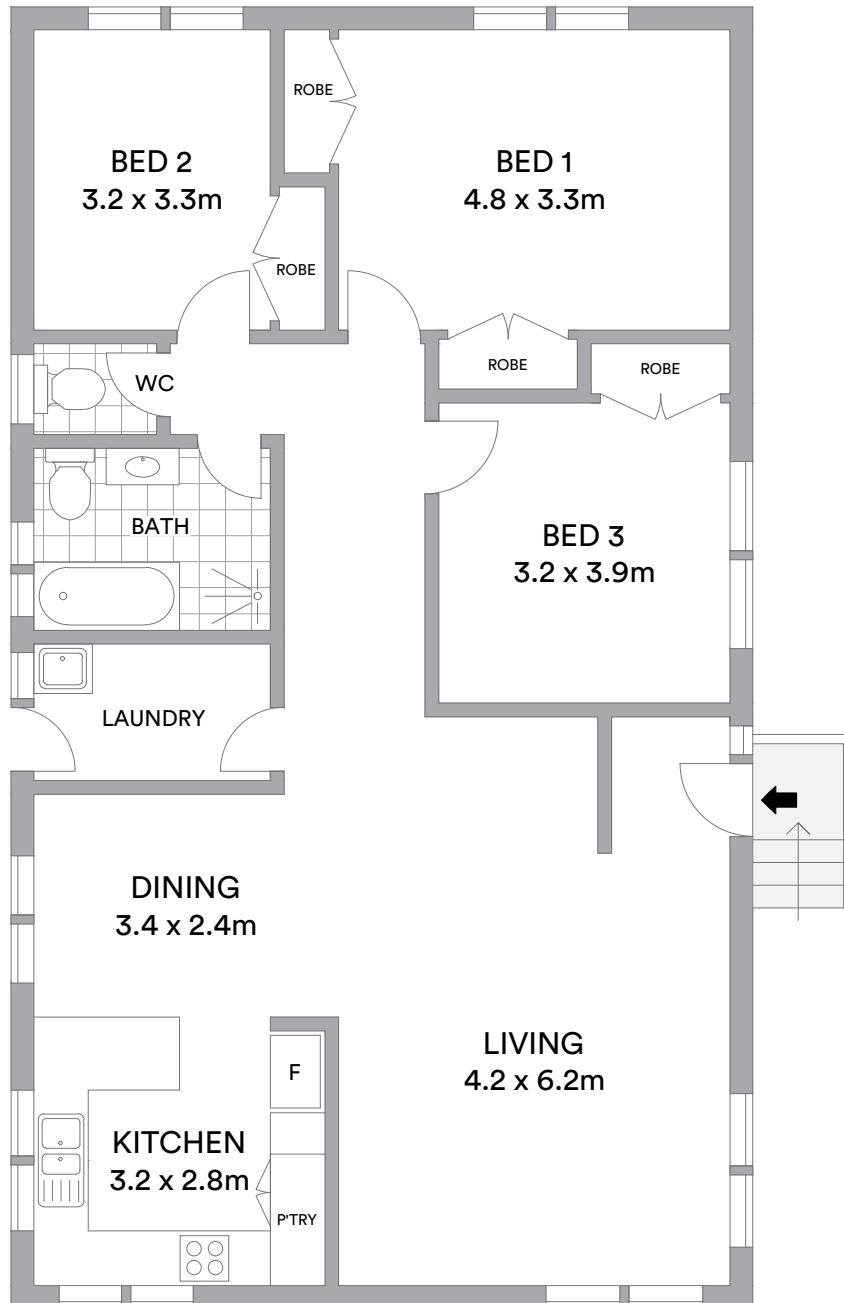 ROBE
BED 2
3.2 x 3.3m
BED 1
4.8 x 3.3m
ROBE
WC
ROBE
ROBE
BATH
BED 3
3.2 x 3.9m
LAUNDRY
DINING
3.4 x 2.4m
LIVING
4.2 x 6.2m
F
KITCHEN
3.2 x 2.8m
P'TRY